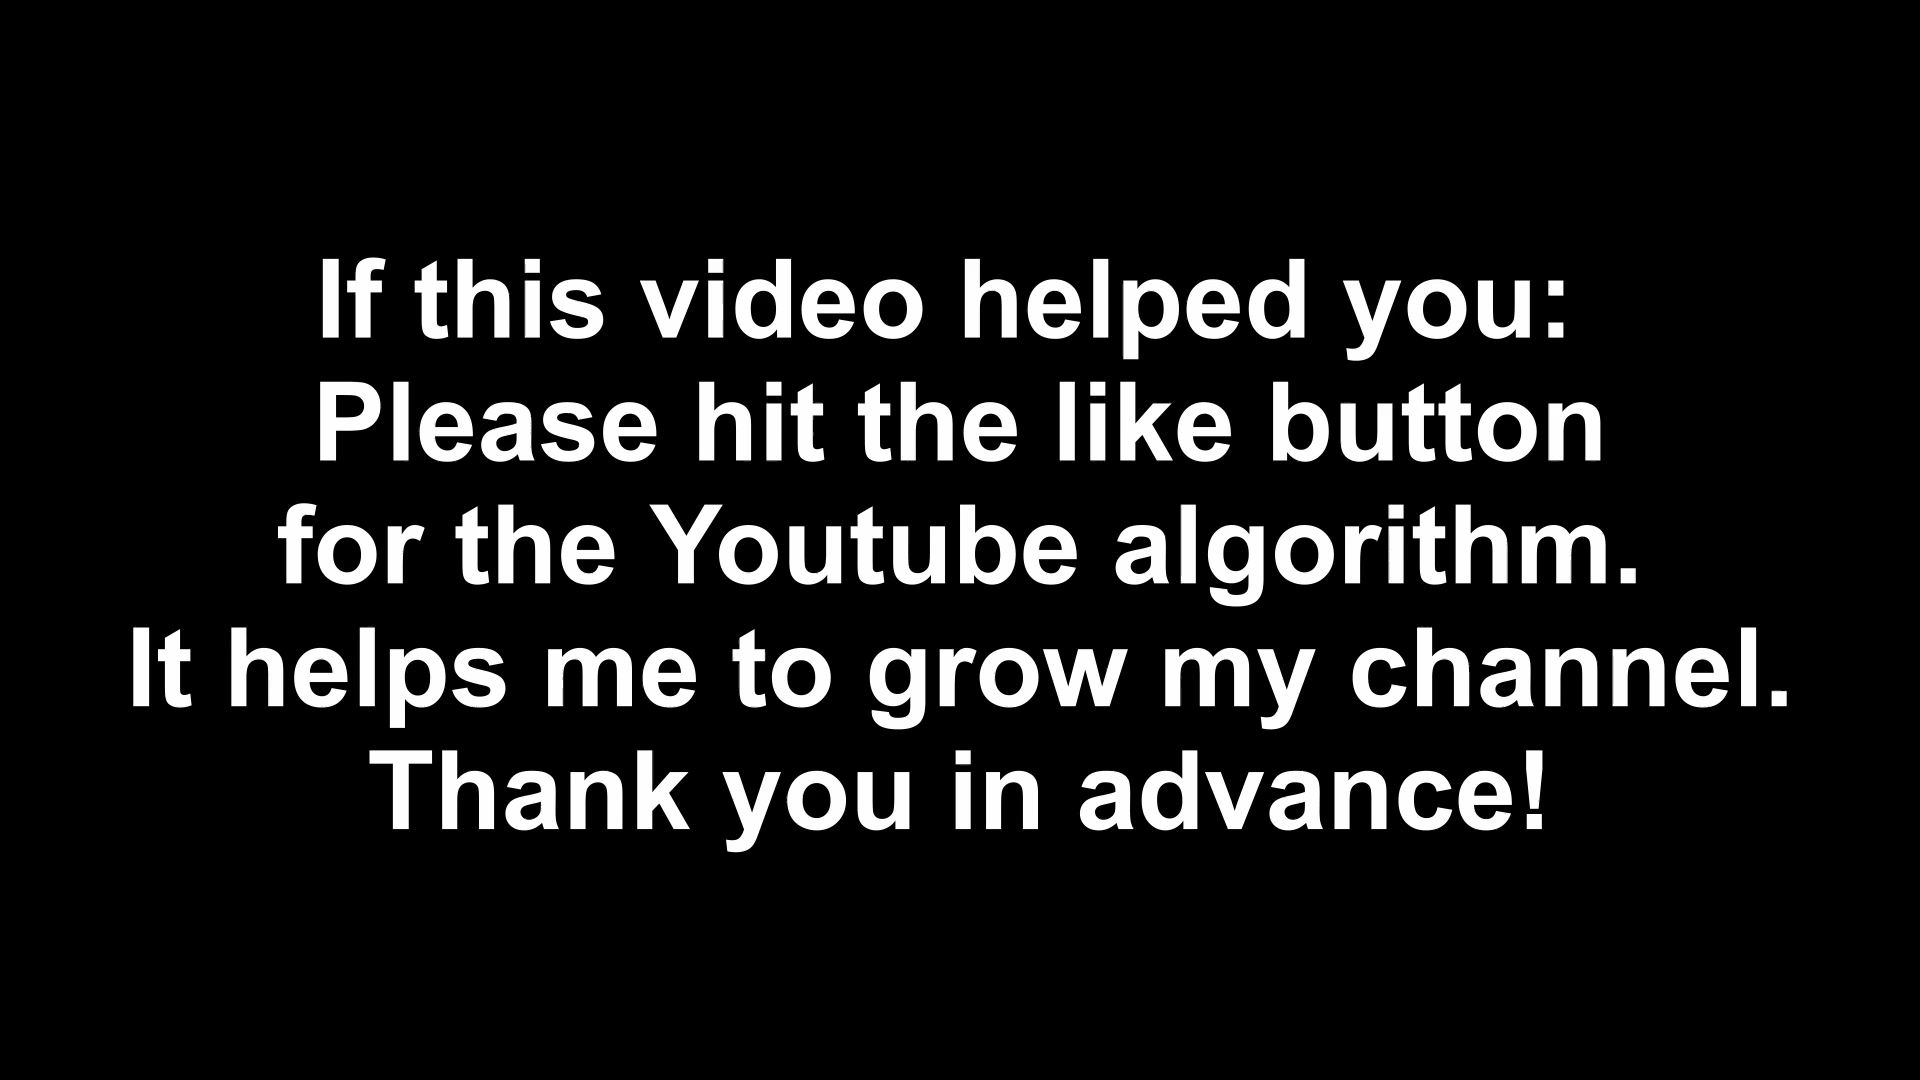 If this video helped you:
Please hit the like button
for the Youtube algorithm.
It helps me to grow my channel.
Thank you in advance!